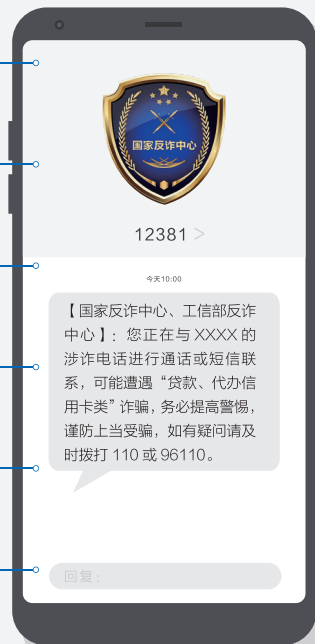 国家反诈中心
12381 >
今天10:00
【国家反诈中心、工信部反诈
中心】：您正在与 XXXX 的
涉诈电话进行通话或短信联
系，可能遭遇“贷款、代办信
用卡类”诈骗，务必提高警惕，
谨防上当受骗，如有疑问请及
时拨打 110 或 96110。
回复：